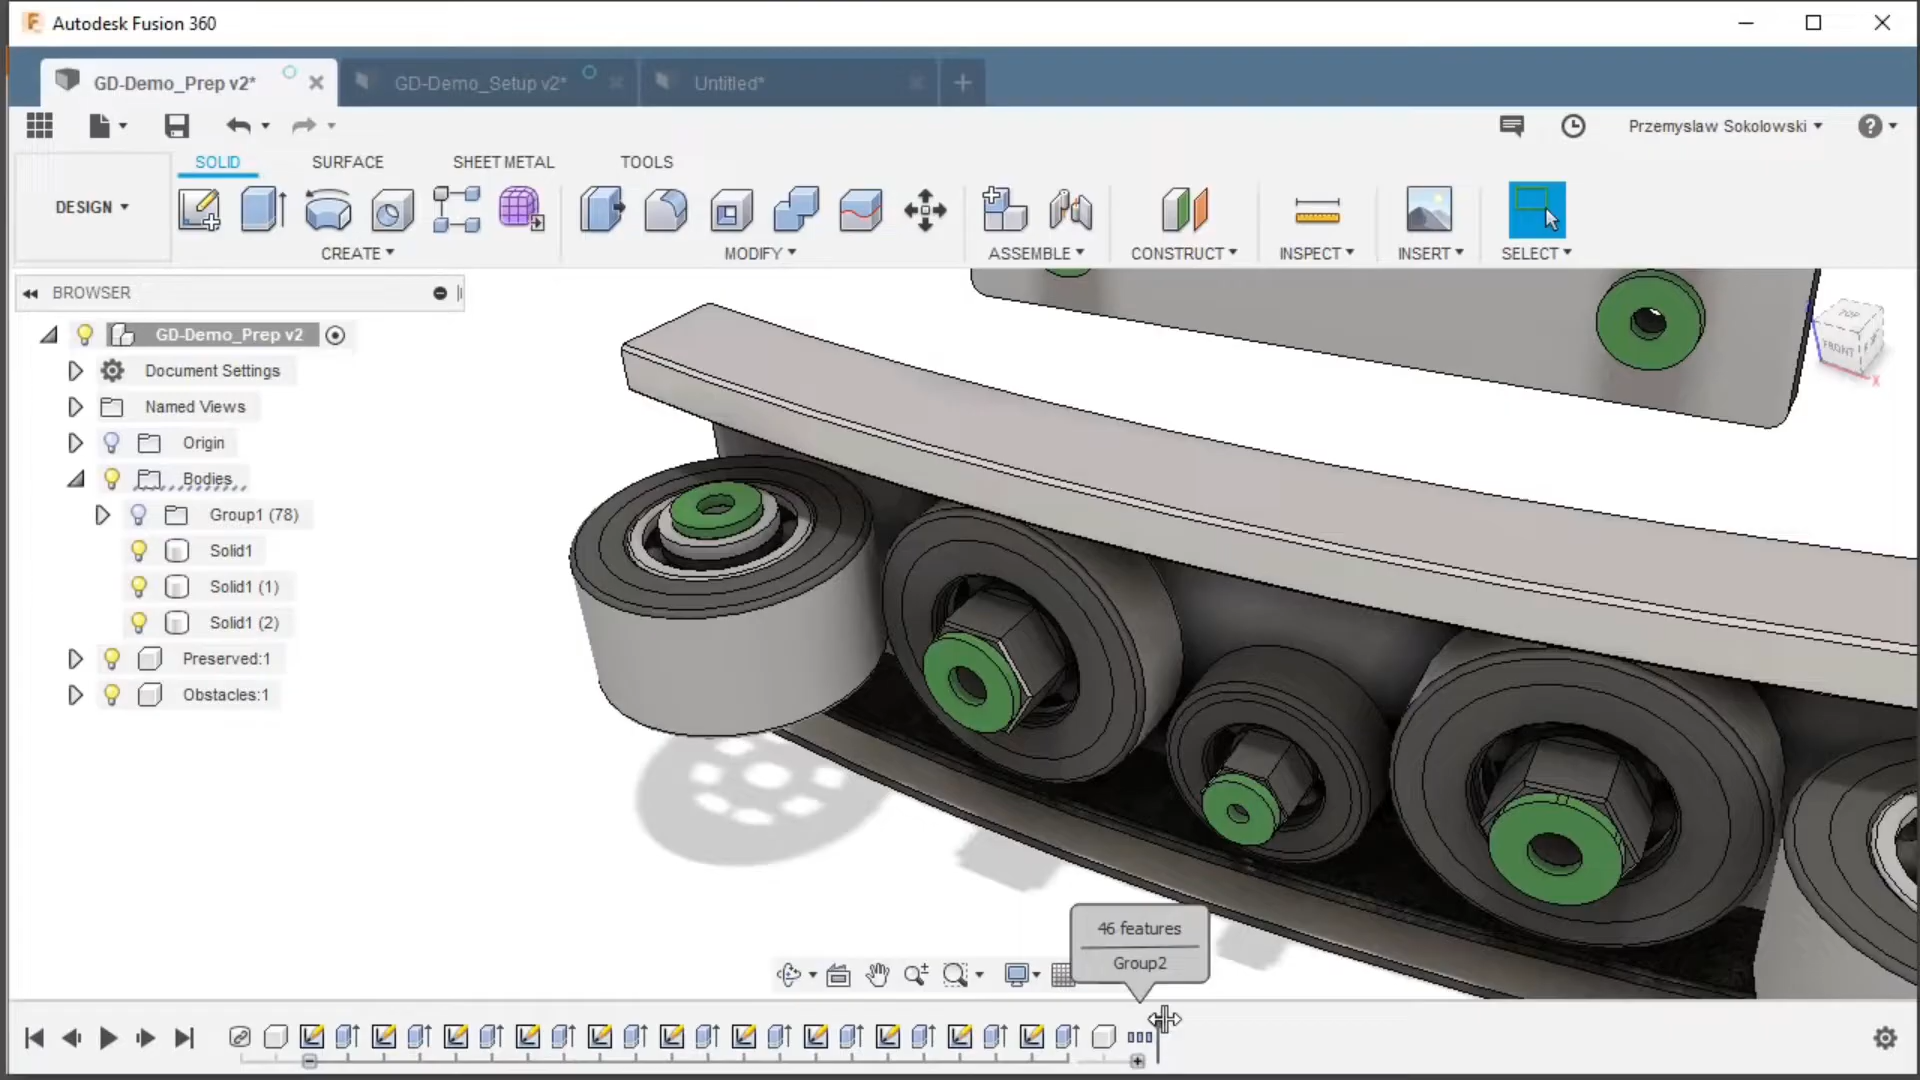 Autodesk Fusion 360
GD-Demo_Prep v2*
GD-Demo_Setup v2*
Untitled*
Przemyslaw Sokolowski
SOLID
SURFACE
SHEET METAL
TOOLS
DESIGN
CREATE
MODIFY
ASSEMBLE
CONSTRUCT
INSPECT
INSERT
SELECT
BROWSER
GD-Demo_Prep v2
Document Settings
Named Views
Origin
Bodies
Group1 (78)
Solid1
Solid1 (1)
Solid1 (2)
Preserved:1
Obstacles:1
TOP
FRONT
X
46 features
Group2